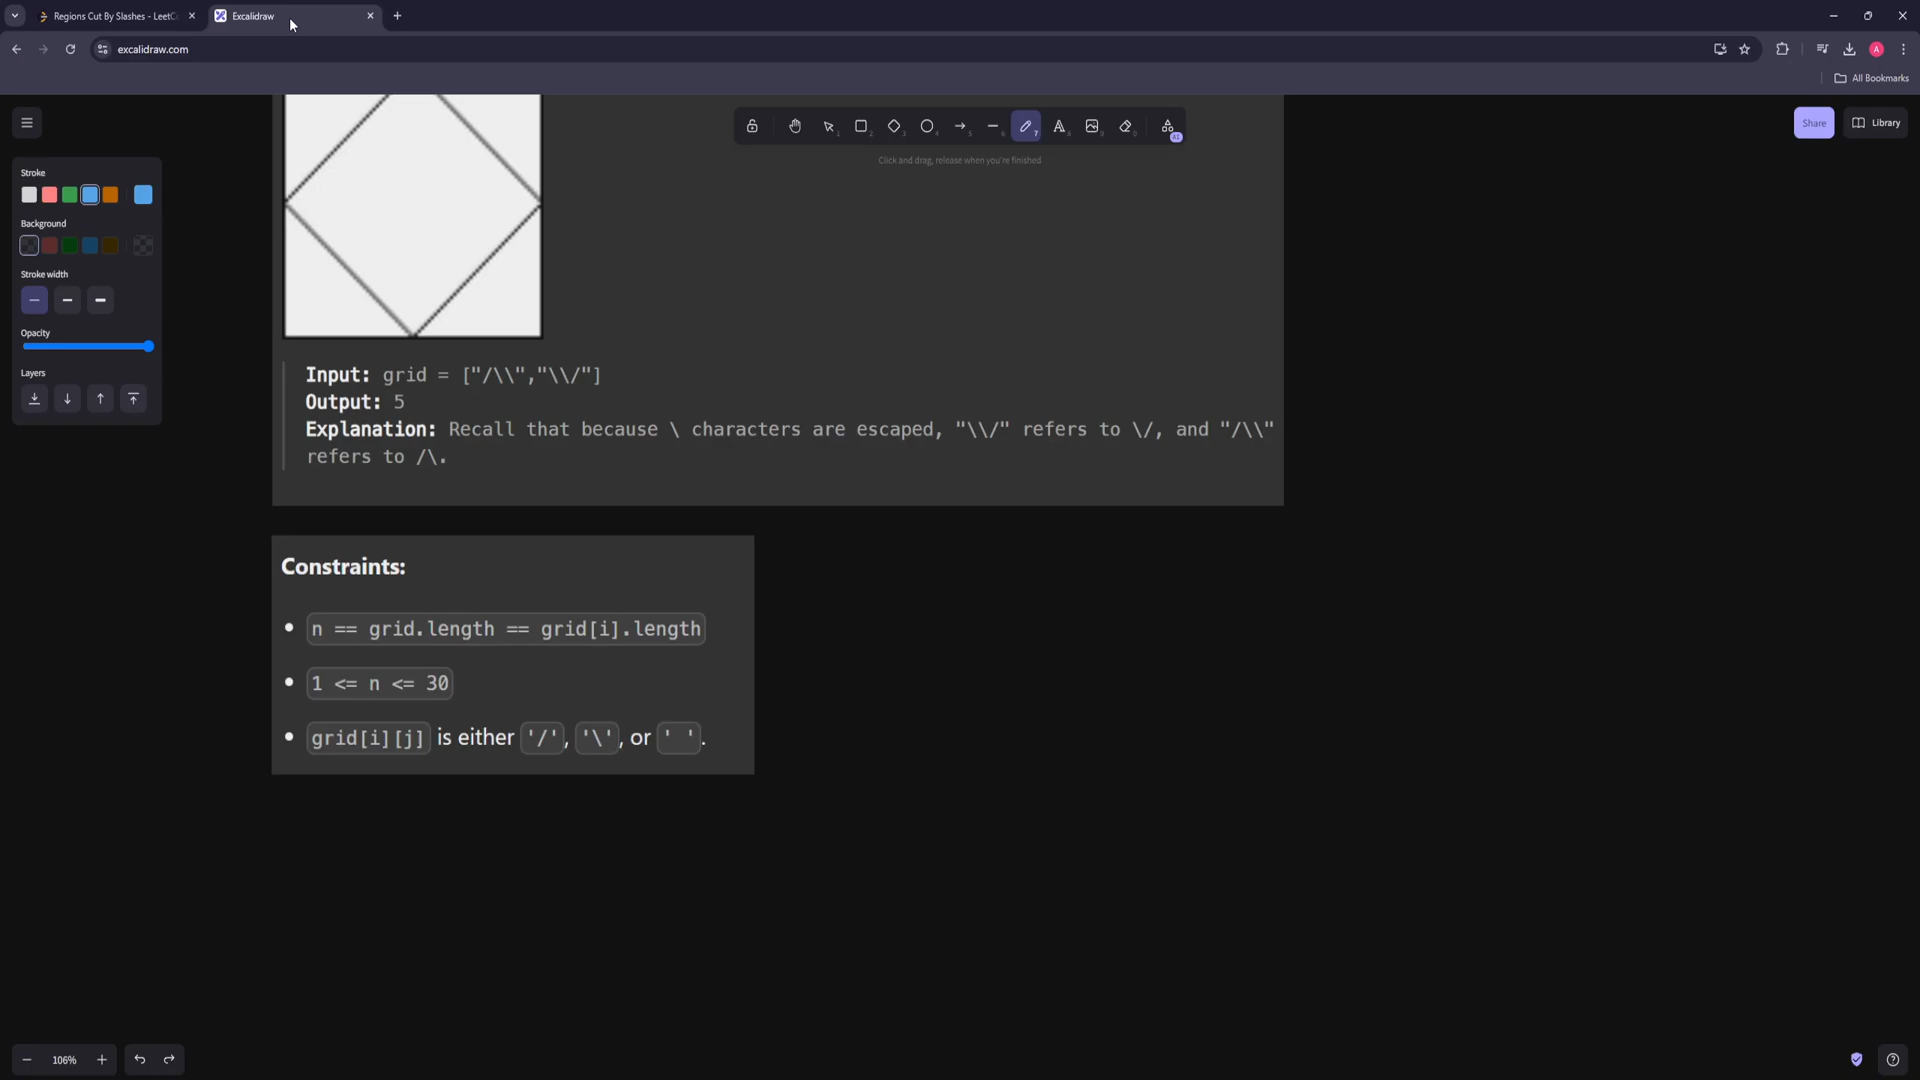 Regions Cut By Slashes - LeetC
Excalidraw
excalidraw.com
All Bookmarks
Share
Library
Click and drag, release when you're finished
Stroke
Background
Stroke width
Opacity
Layers
Input: grid = ["/\\","\\/"]
Output: 5
Explanation: Recall that because \ characters are escaped, "\\/" refers to \/, and "/\\"
refers to /\.
Constraints:
n == grid.length == grid[i].length
1 <= n <= 30
grid[i][j] is either '/', '\', or ' '.
106%